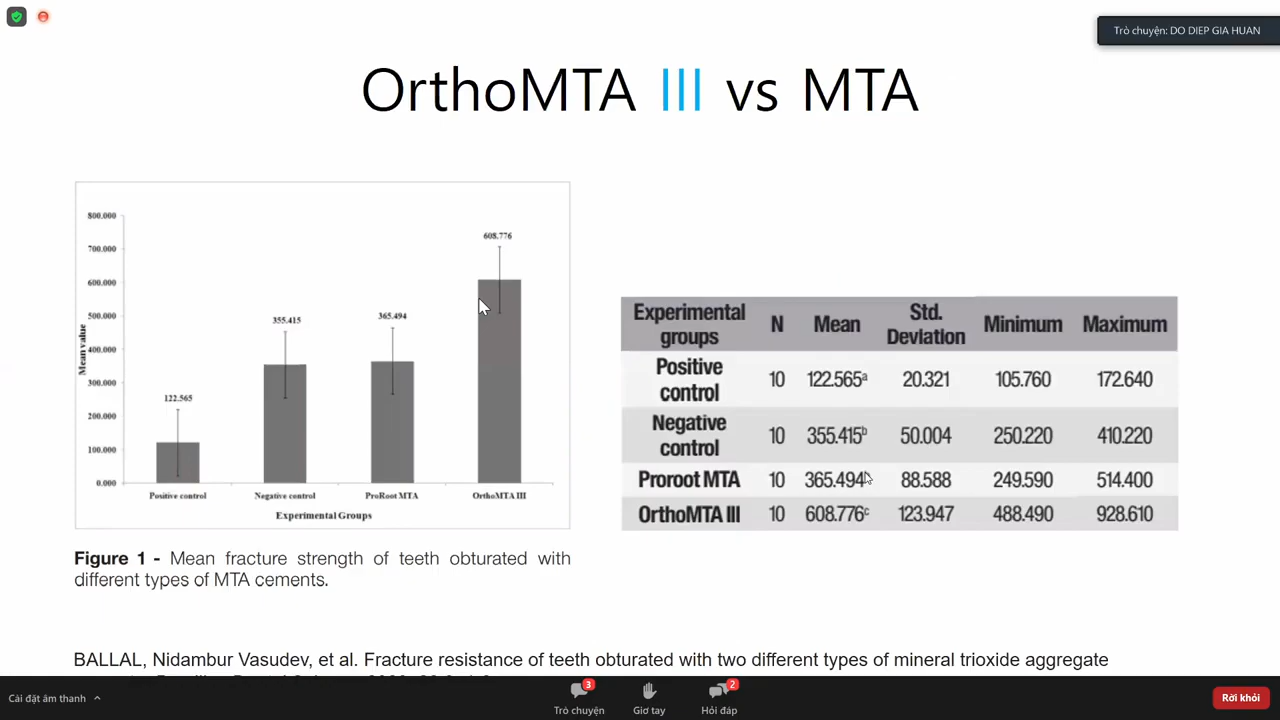 Trò chuyện: DO DIEP GIA HUAN
OrthoMTA III vs MTA
800.000
700.000
600.000
500.000
400.000
300.000
200.000
100.000
0.000
Mean value
122.565
355.415
365.494
608.776
Positive control Negative control ProRoot MTA OrthoMTA III
Experimental Groups
Figure 1 - Mean fracture strength of teeth obturated with
different types of MTA cements.
Experimental groups N Mean Std. Deviation Minimum Maximum
Positive control 10 122.565ᵃ 20.321 105.760 172.640
Negative control 10 355.415ᵇ 50.004 250.220 410.220
Proroot MTA 10 365.494 88.588 249.590 514.400
OrthoMTA III 10 608.776ᶜ 123.947 488.490 928.610
BALLAL, Nidambur Vasudev, et al. Fracture resistance of teeth obturated with two different types of mineral trioxide aggregate
Cài đặt âm thanh
3
Trò chuyện
Giơ tay
2
Hỏi đáp
Rời khỏi